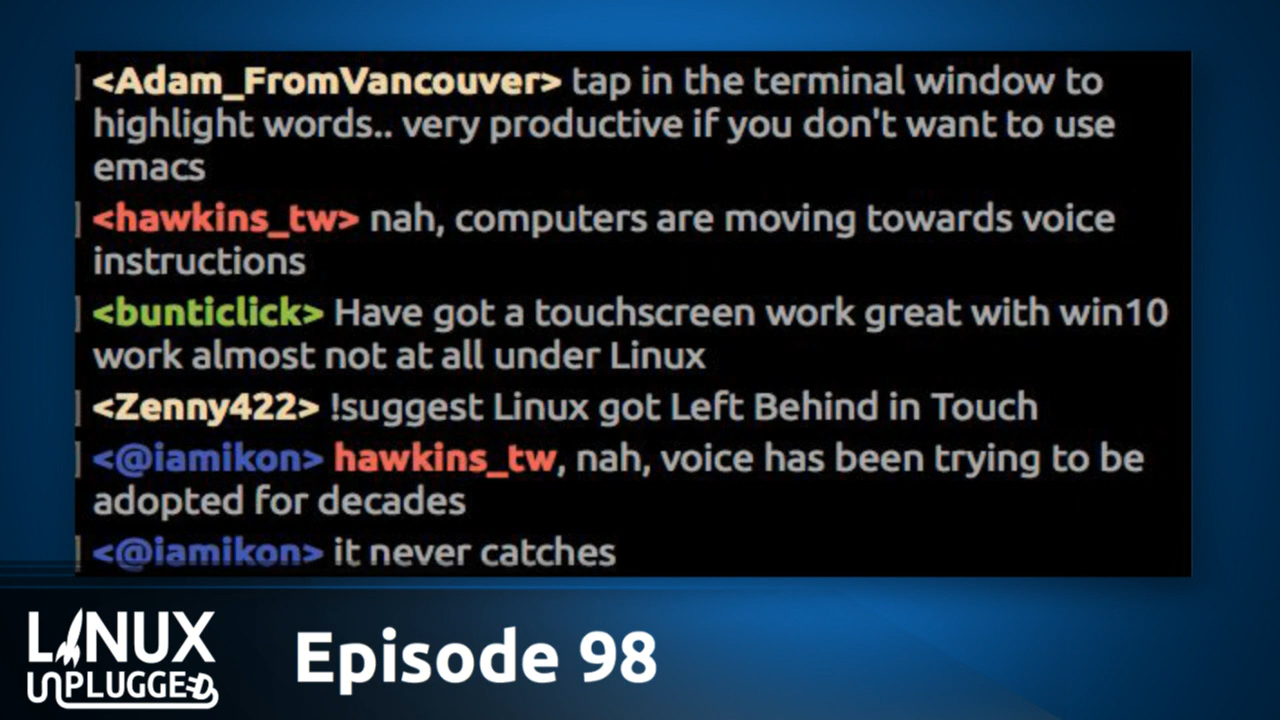 <Adam_FromVancouver> tap in the terminal window to
highlight words.. very productive if you don't want to use
emacs
<hawkins_tw> nah, computers are moving towards voice
instructions
<bunticlick> Have got a touchscreen work great with win10
work almost not at all under Linux
<Zenny422> !suggest Linux got Left Behind in Touch
<@iamikon> hawkins_tw, nah, voice has been trying to be
adopted for decades
<@iamikon> it never catches
LINUX
UNPLUGGED
Episode 98